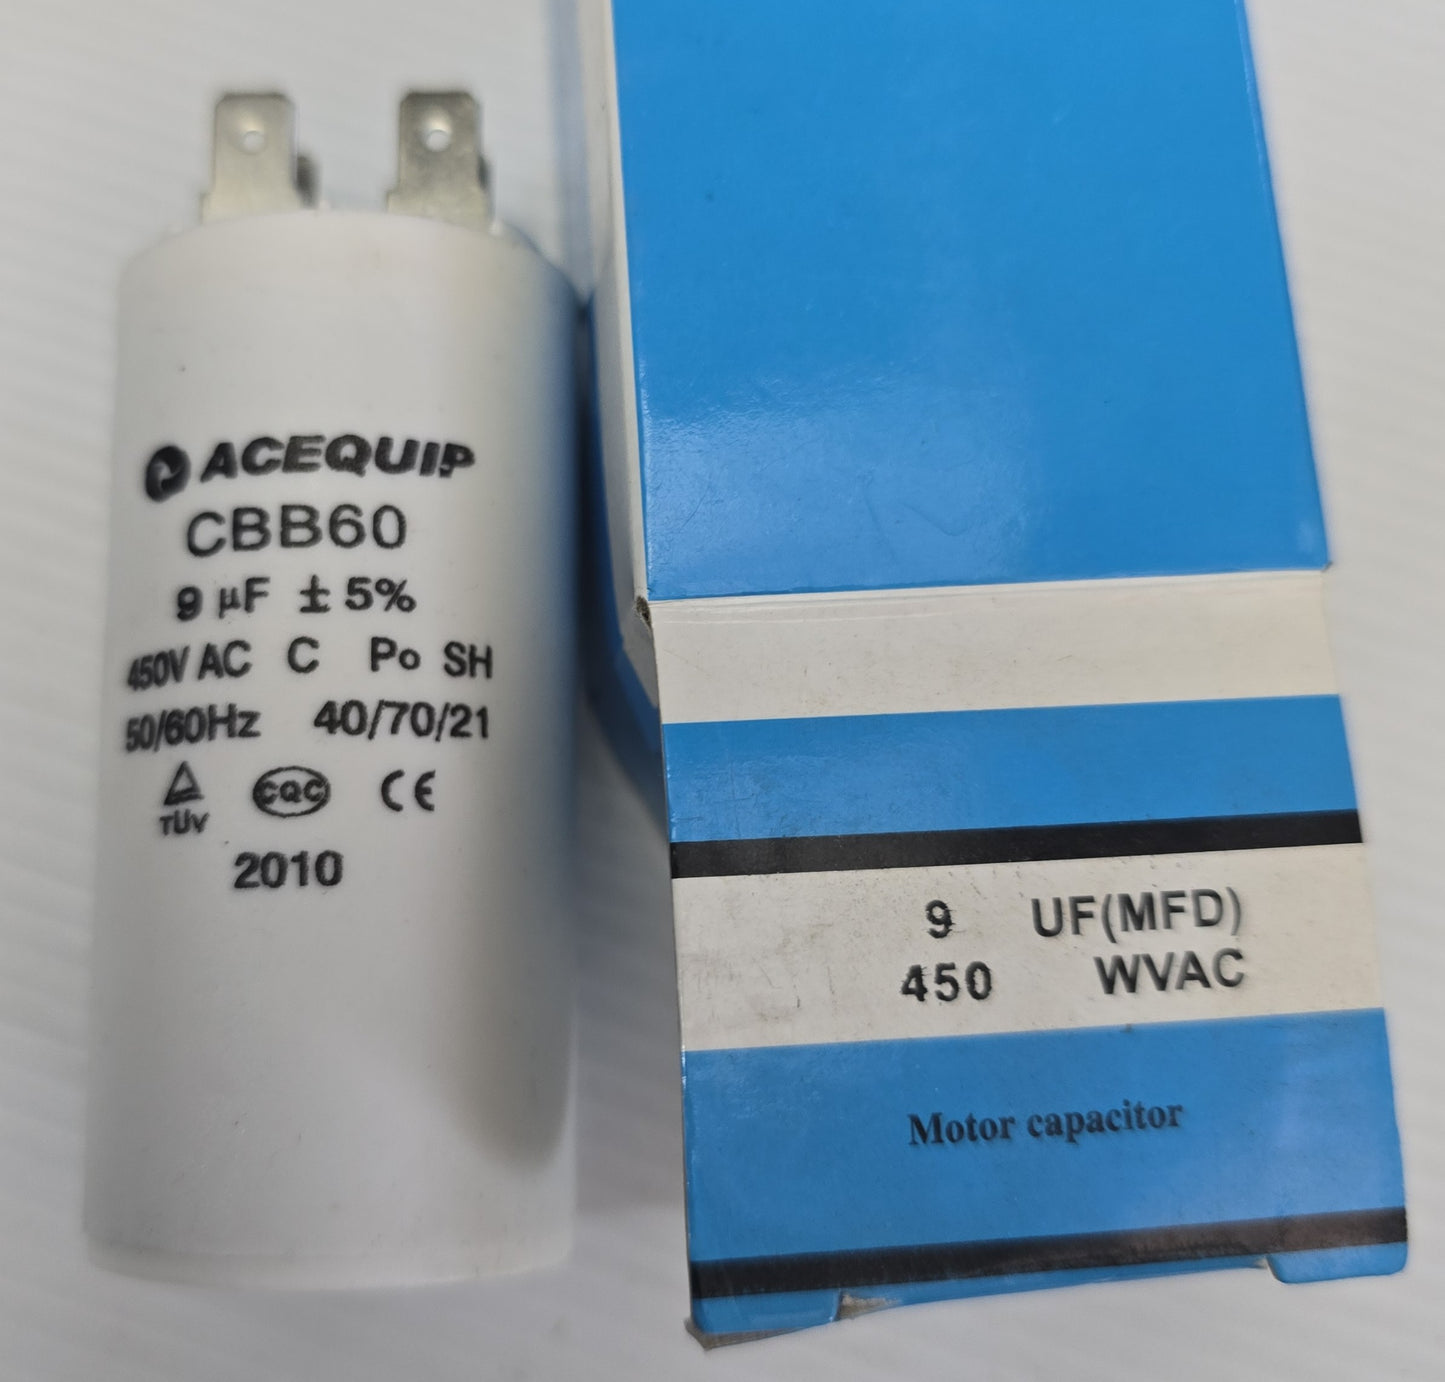 ACEQUIP
CBB60
9 µF ± 5%
450V AC C Po SH
50/60Hz 40/70/21
TÜV CQC CE
2010
9 UF(MFD)
450 WVAC
Motor capacitor